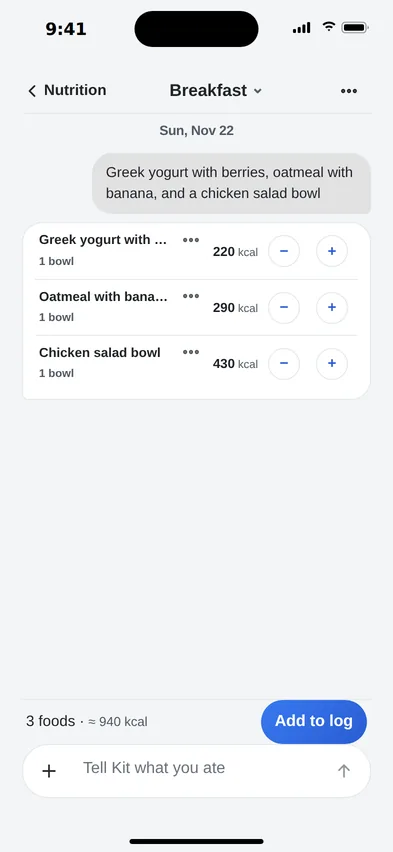 9:41
Nutrition
Breakfast
Sun, Nov 22
Greek yogurt with berries, oatmeal with
banana, and a chicken salad bowl
Greek yogurt with ...
220 kcal
1 bowl
Oatmeal with bana...
290 kcal
1 bowl
Chicken salad bowl
430 kcal
1 bowl
3 foods · ≈ 940 kcal
Add to log
Tell Kit what you ate